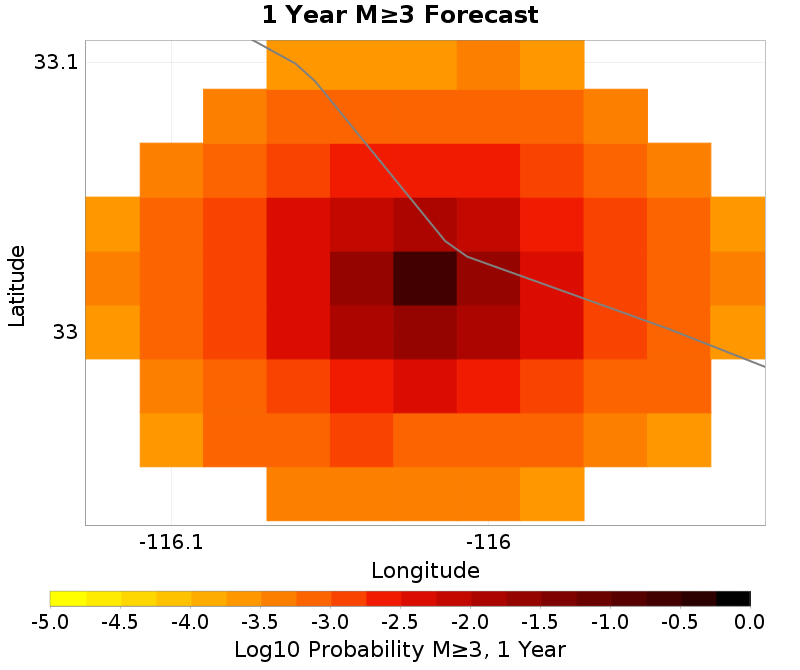 1 Year M≥3 Forecast
33.1
33
Latitude
-116.1 -116
Longitude
-5.0 -4.5 -4.0 -3.5 -3.0 -2.5 -2.0 -1.5 -1.0 -0.5 0.0
Log10 Probability M≥3, 1 Year